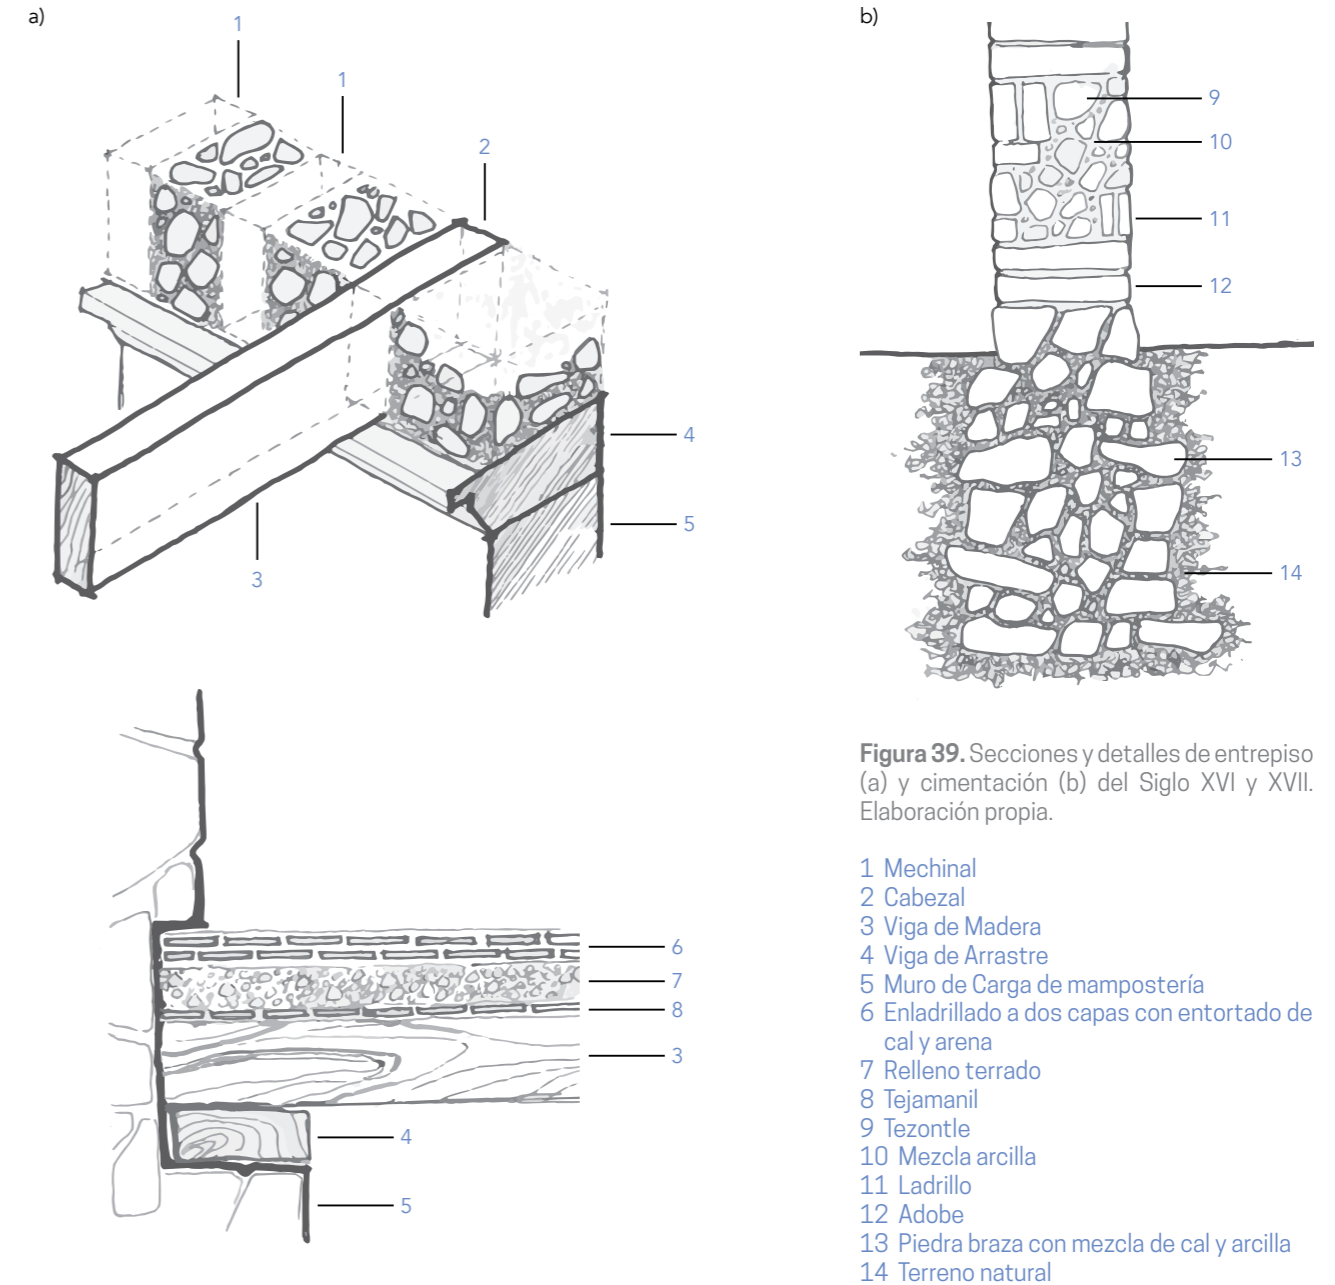 a)
1
1
2
4
5
3
6
7
8
3
4
5
b)
9
10
11
12
13
14
Figura 39. Secciones y detalles de entrepiso
(a) y cimentación (b) del Siglo XVI y XVII.
Elaboración propia.
1 Mechinal
2 Cabezal
3 Viga de Madera
4 Viga de Arrastre
5 Muro de Carga de mampostería
6 Enladrillado a dos capas con entortado de
cal y arena
7 Relleno terrado
8 Tejamanil
9 Tezontle
10 Mezcla arcilla
11 Ladrillo
12 Adobe
13 Piedra braza con mezcla de cal y arcilla
14 Terreno natural